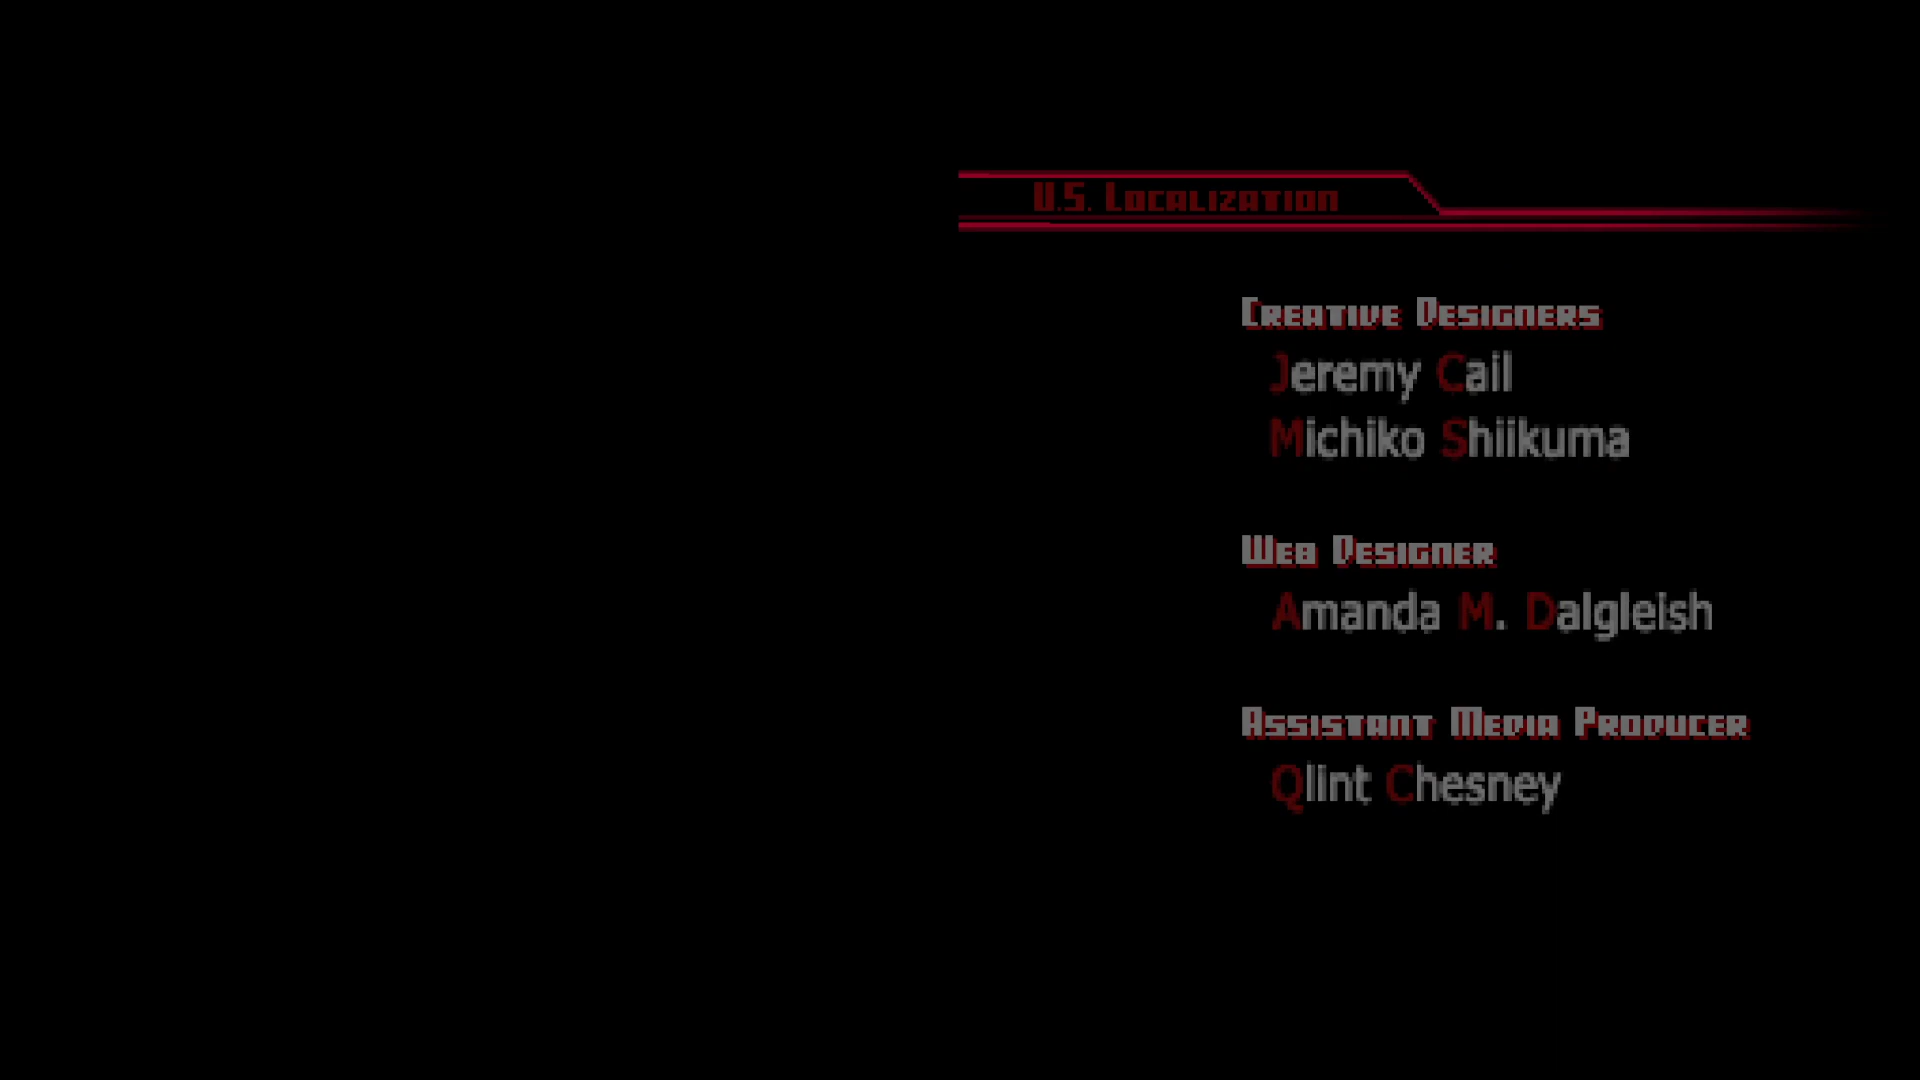 U.S. Localization
Creative Designers
Jeremy Cail
Michiko Shiikuma
Web Designer
Amanda M. Dalgleish
Assistant Media Producer
Qlint Chesney